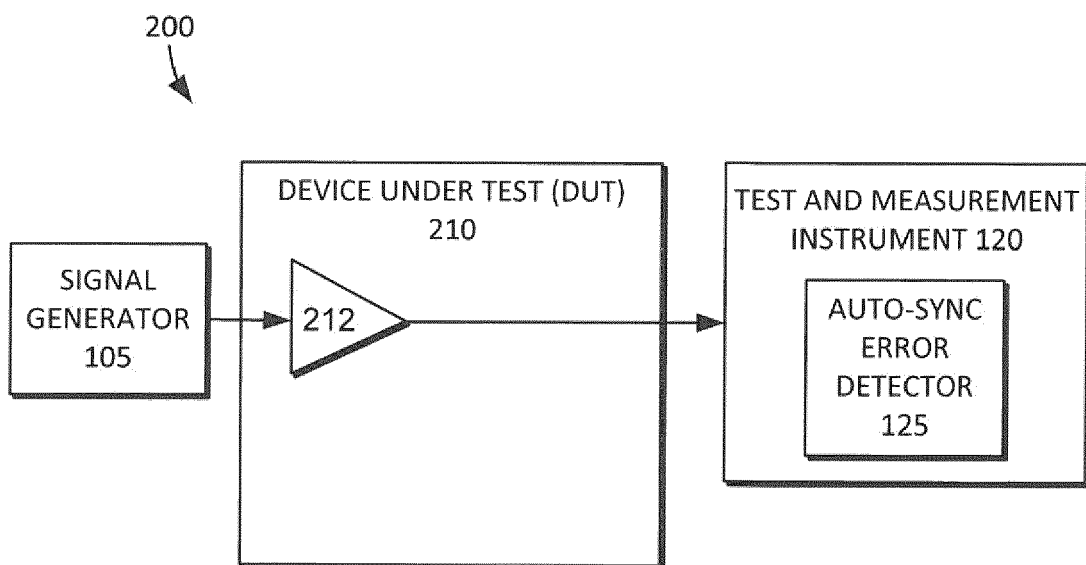 200
DEVICE UNDER TEST (DUT)
210
SIGNAL
GENERATOR
105
212
TEST AND MEASUREMENT
INSTRUMENT 120
AUTO-SYNC
ERROR
DETECTOR
125